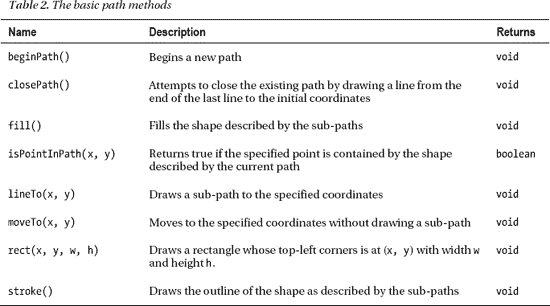 Table 2. The basic path methods
Name Description Returns
beginPath() Begins a new path void
closePath() Attempts to close the existing path by drawing a line from the void
end of the last line to the initial coordinates
fill() Fills the shape described by the sub-paths void
isPointInPath(x, y) Returns true if the specified point is contained by the shape boolean
described by the current path
lineTo(x, y) Draws a sub-path to the specified coordinates void
moveTo(x, y) Moves to the specified coordinates without drawing a sub-path void
rect(x, y, w, h) Draws a rectangle whose top-left corners is at (x, y) with width w void
and height h.
stroke() Draws the outline of the shape as described by the sub-paths void